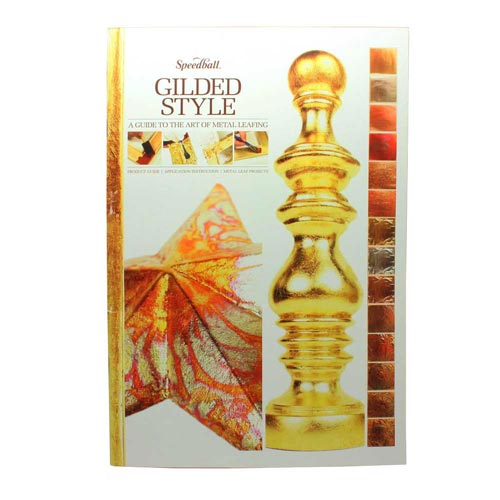 Speedball.
GILDED
STYLE
A GUIDE TO THE ART OF METAL LEAFING
PRODUCT GUIDE | APPLICATION INSTRUCTION | METAL LEAF PROJECTS